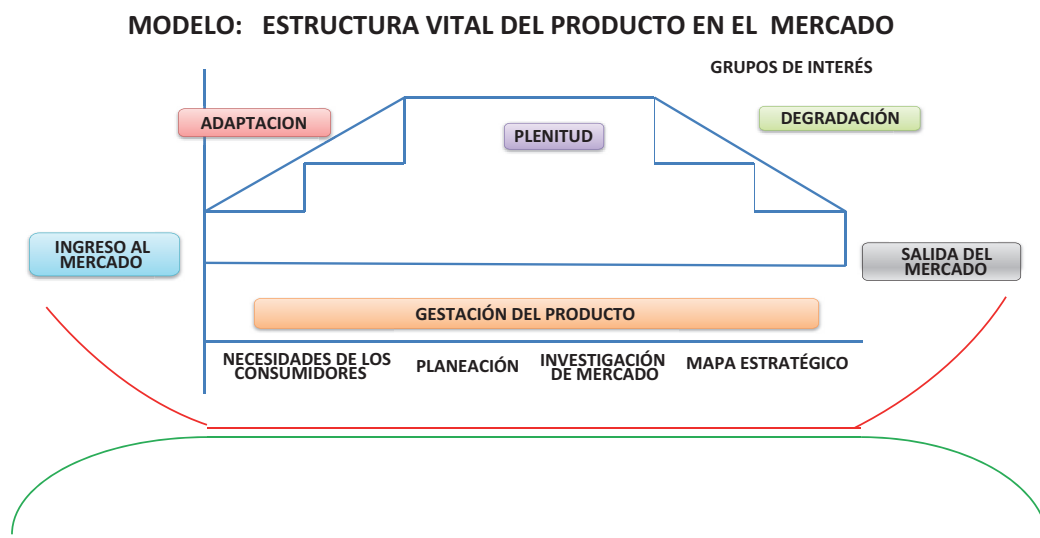 MODELO: ESTRUCTURA VITAL DEL PRODUCTO EN EL MERCADO
GRUPOS DE INTERÉS
ADAPTACION
PLENITUD
DEGRADACIÓN
INGRESO AL
MERCADO
SALIDA DEL
MERCADO
GESTACIÓN DEL PRODUCTO
NECESIDADES DE LOS
CONSUMIDORES
PLANEACIÓN
INVESTIGACIÓN
DE MERCADO
MAPA ESTRATÉGICO